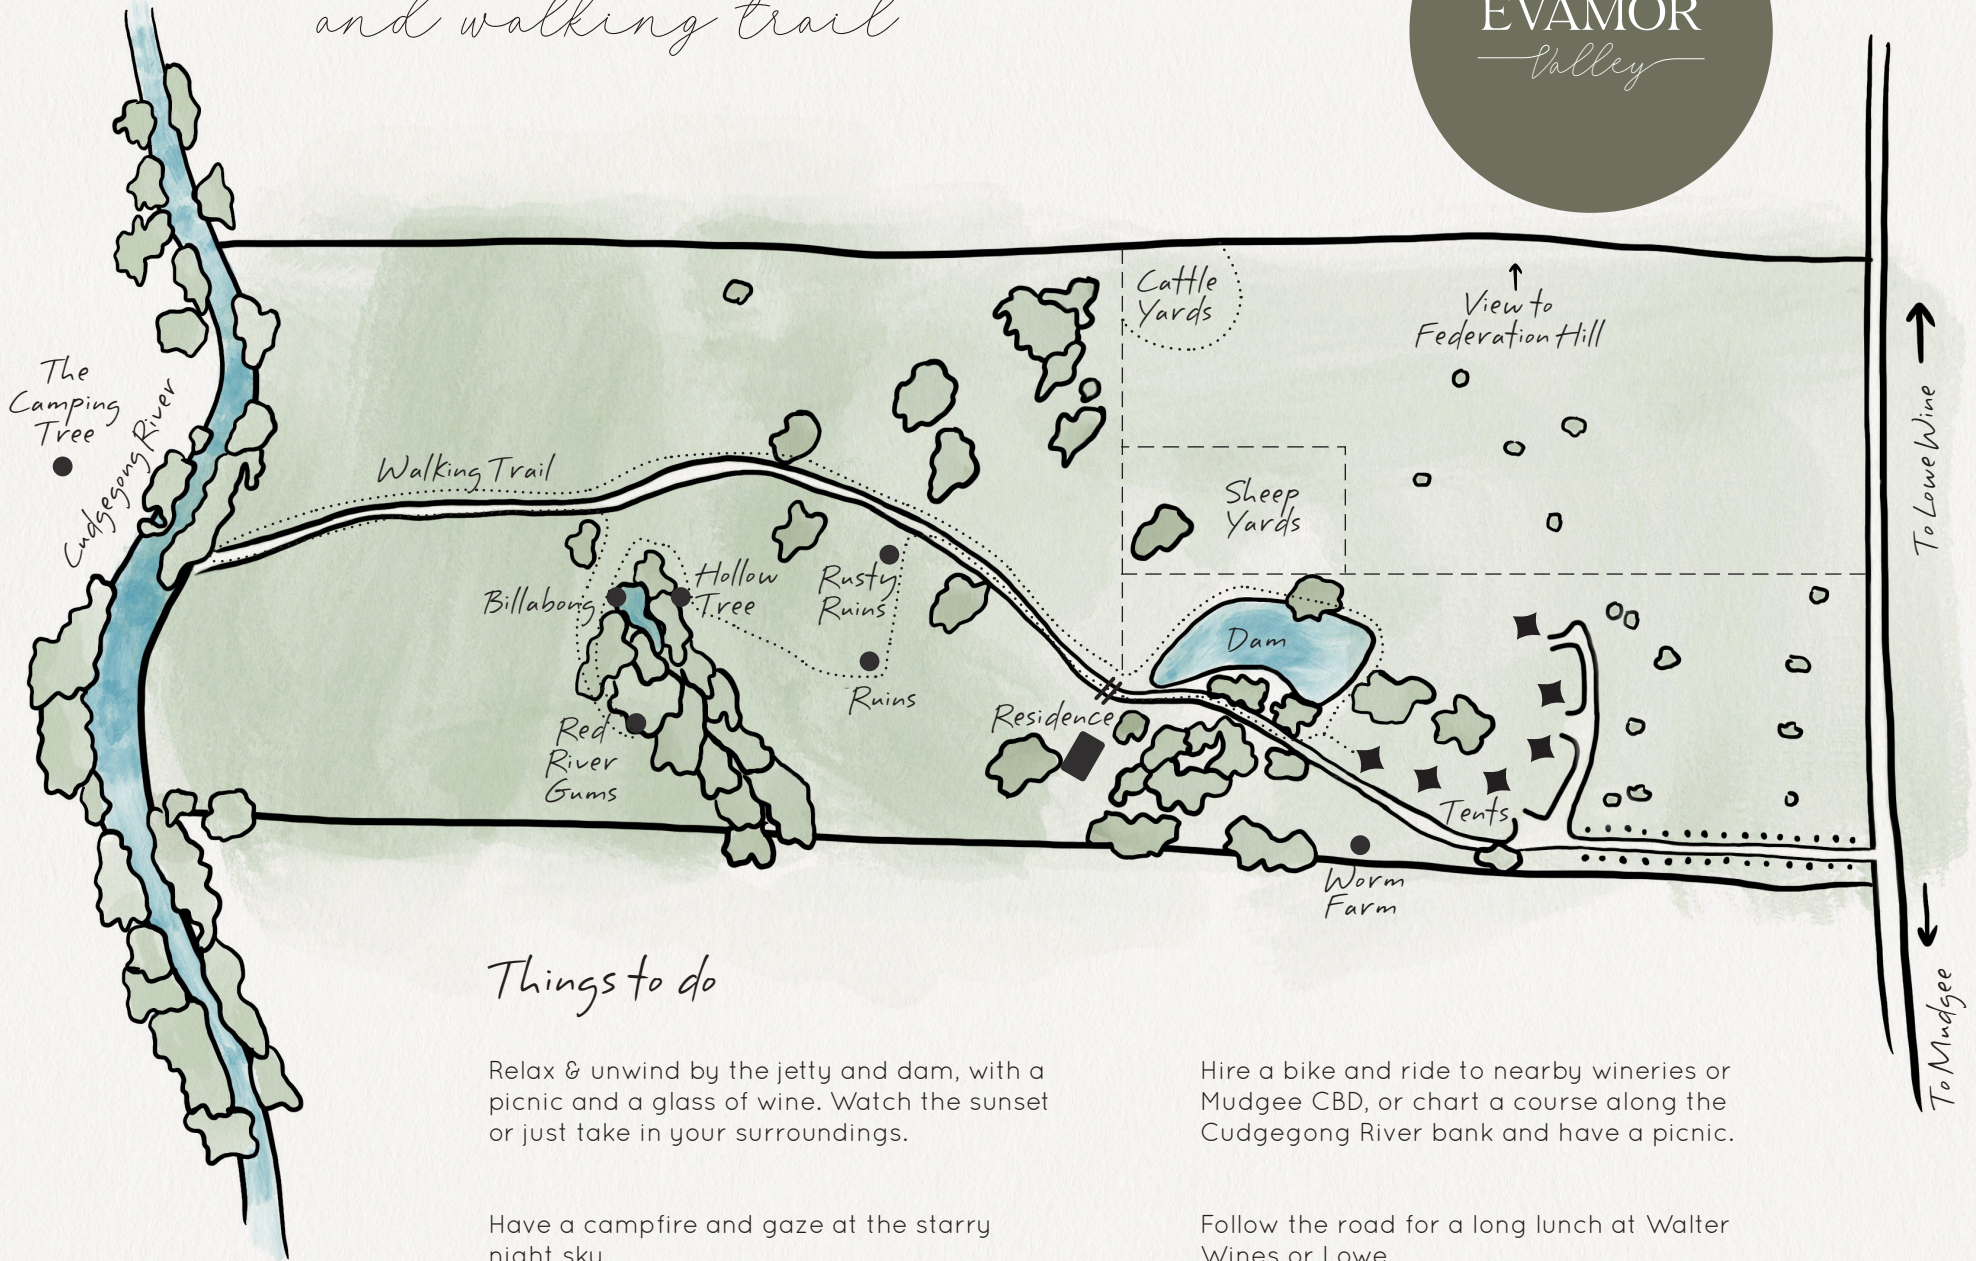 and walking trail
EVAMOR
Valley
Cattle
Yards
View to
Federation Hill
The
Camping
Tree
Cudgegong River
To Lowe Wine
Walking Trail
Sheep
Yards
Billabong
Hollow
Tree
Rusty
Ruins
Dam
Ruins
Residence
Red
River
Gums
Tents
Worm
Farm
To Mudgee
Things to do
Relax & unwind by the jetty and dam, with a
picnic and a glass of wine. Watch the sunset
or just take in your surroundings.
Hire a bike and ride to nearby wineries or
Mudgee CBD, or chart a course along the
Cudgegong River bank and have a picnic.
Have a campfire and gaze at the starry
night sky
Follow the road for a long lunch at Walter
Wines or Lowe